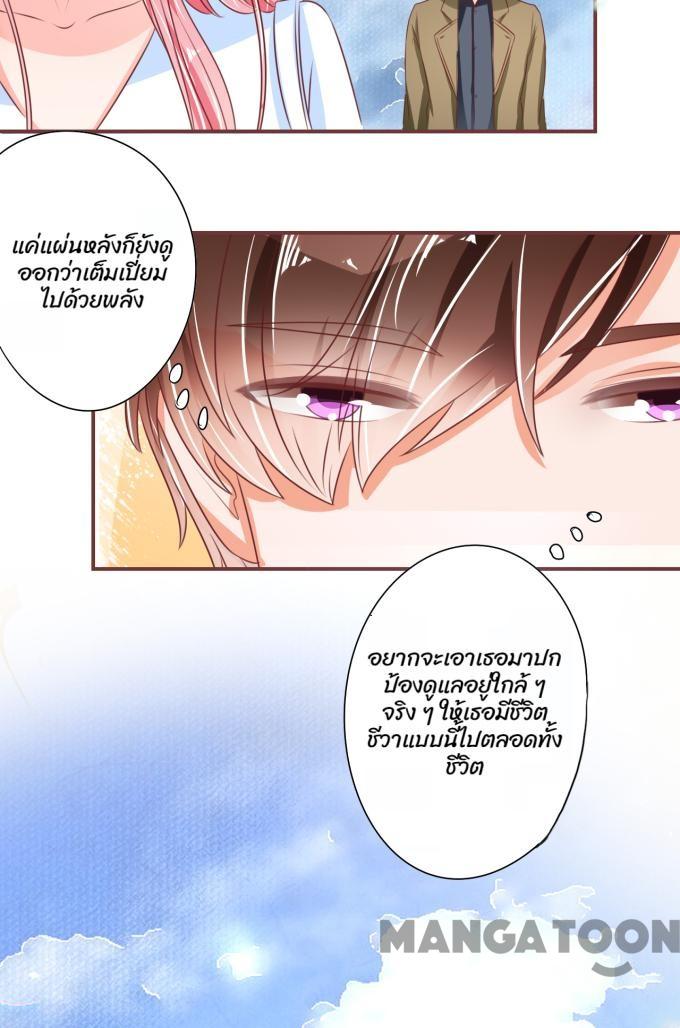 แค่แผ่นหลังก็ยังดู
ออกว่าเต็มเปี่ยม
ไปด้วยพลัง
อยากจะเอาเธอมาปก
ป้องดูแลอยู่ใกล้ ๆ
จริง ๆ ให้เธอมีชีวิต
ชีวาแบบนี้ไปตลอดทั้ง
ชีวิต
MANGATOON